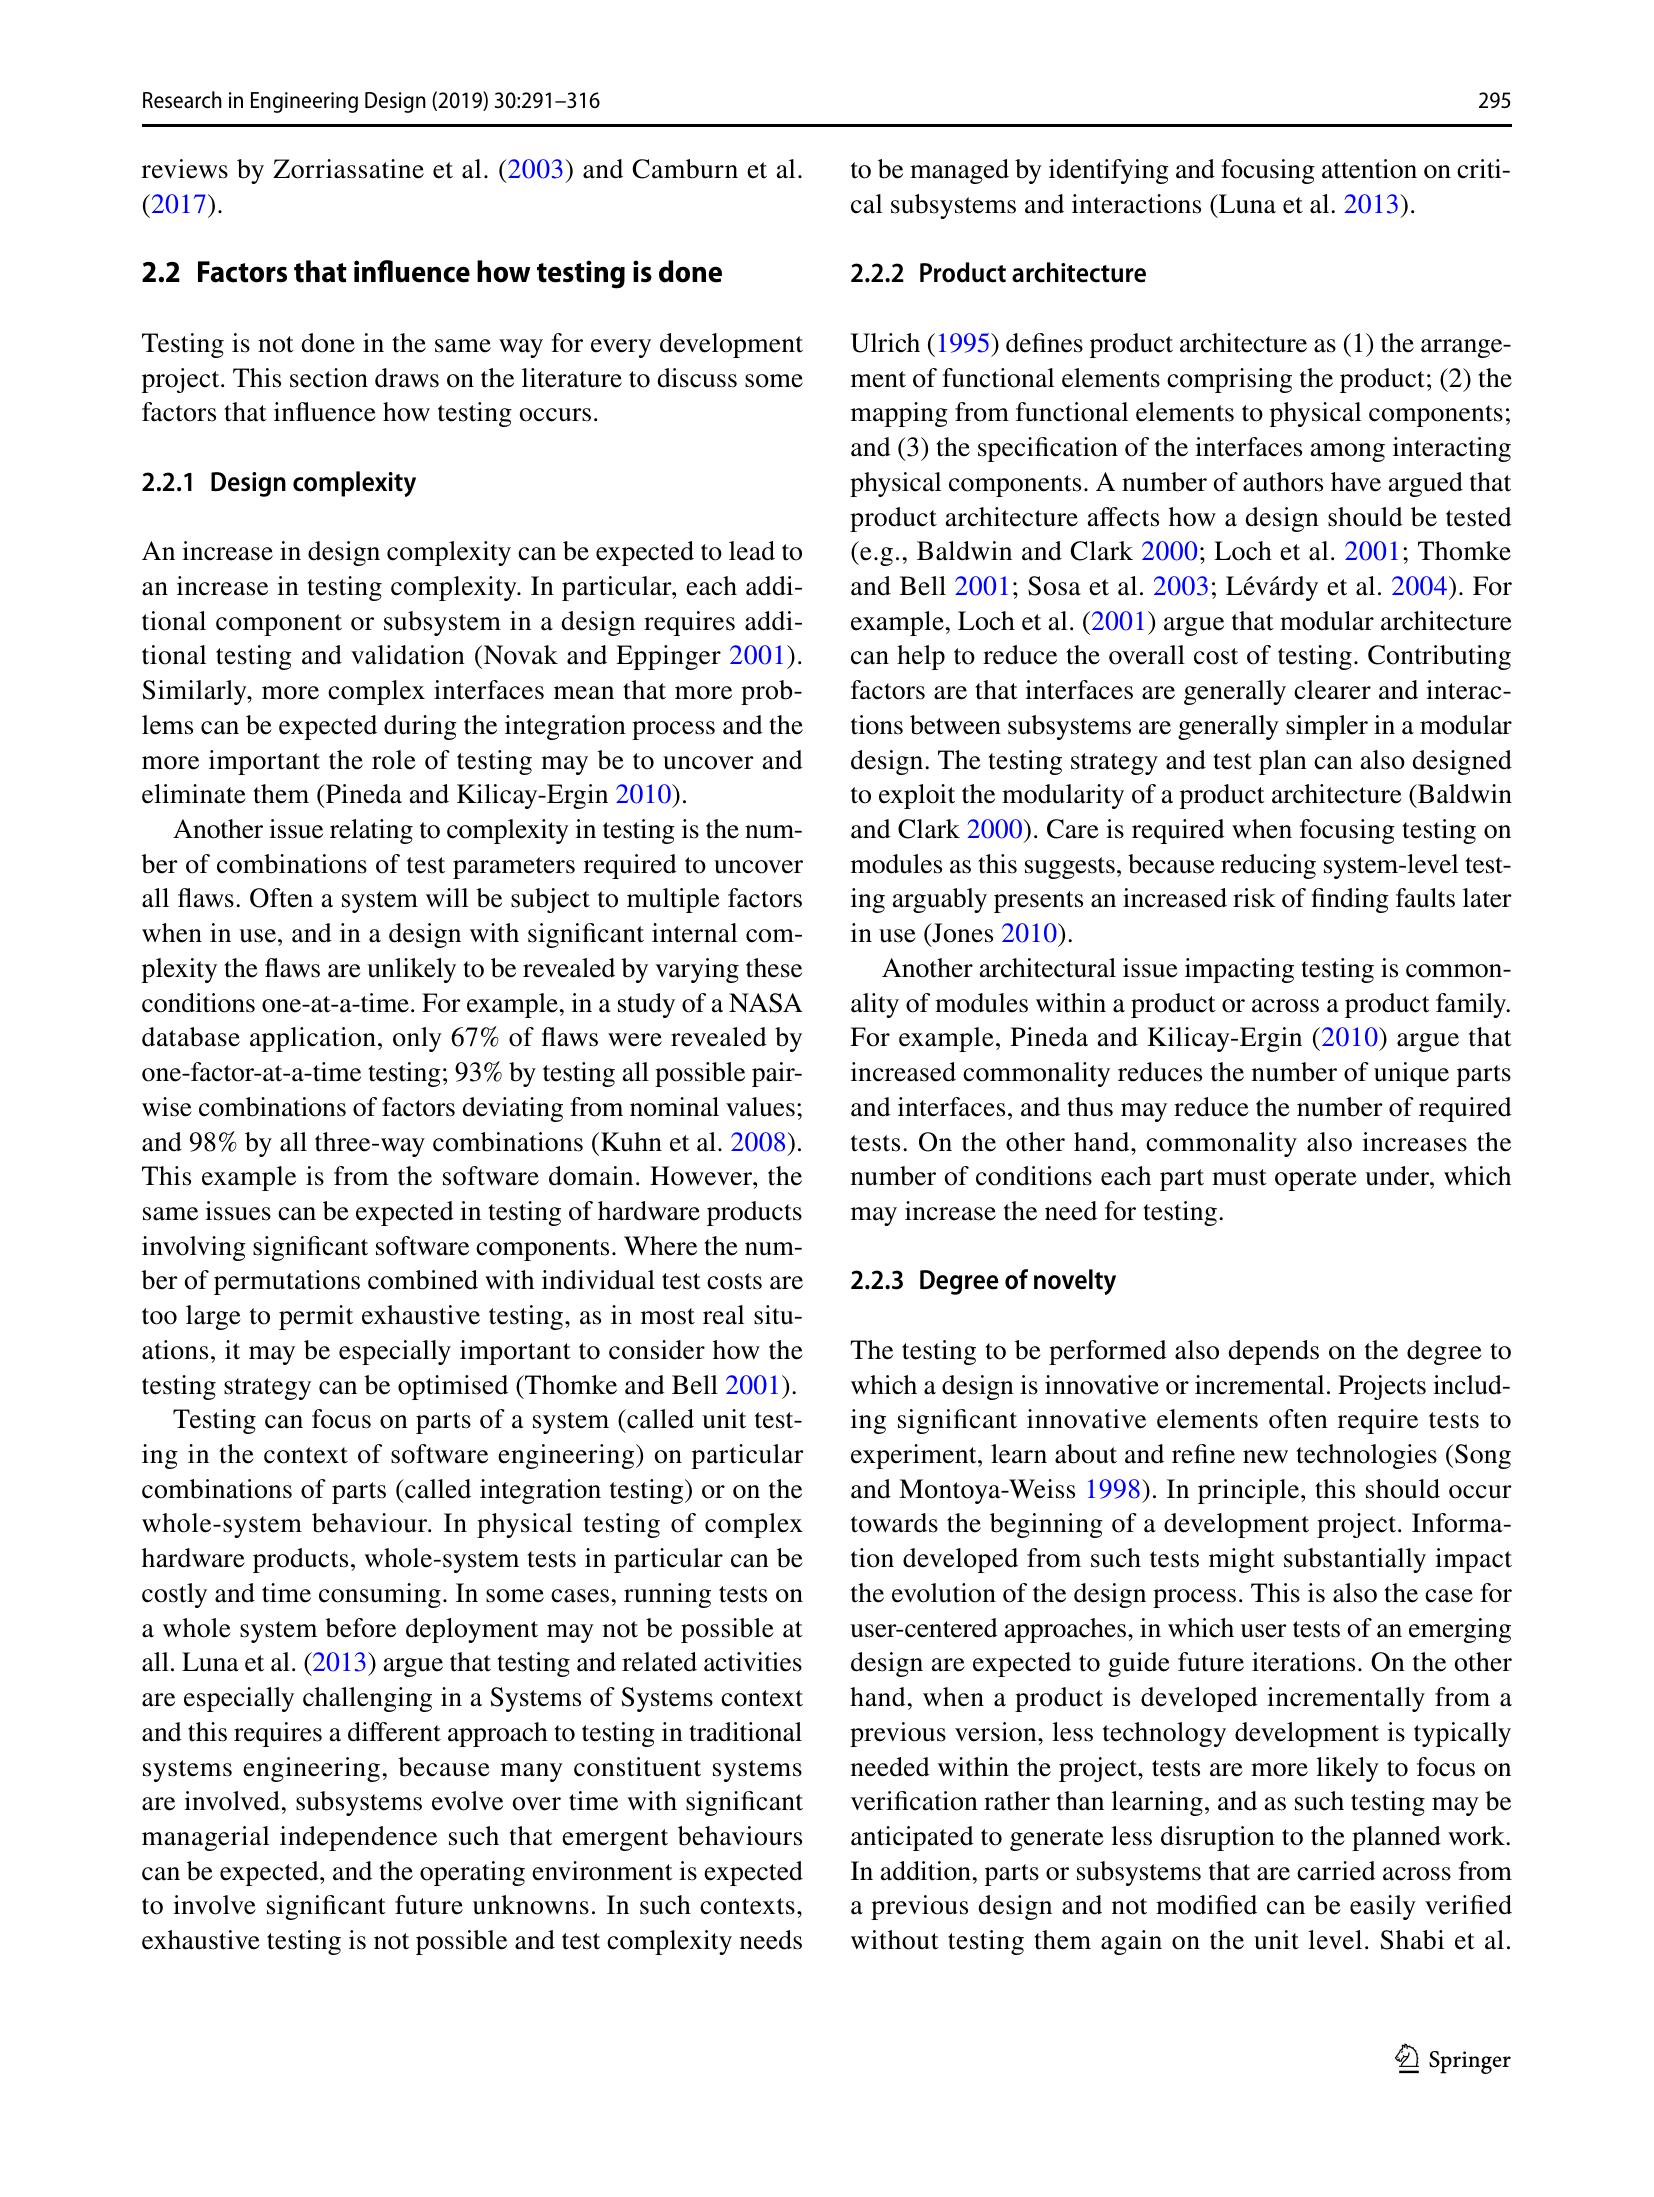 Research in Engineering Design (2019) 30:291–316
295
reviews by Zorriassatine et al. (2003) and Camburn et al.
(2017).
2.2 Factors that influence how testing is done
Testing is not done in the same way for every development
project. This section draws on the literature to discuss some
factors that influence how testing occurs.
2.2.1 Design complexity
An increase in design complexity can be expected to lead to
an increase in testing complexity. In particular, each addi-
tional component or subsystem in a design requires addi-
tional testing and validation (Novak and Eppinger 2001).
Similarly, more complex interfaces mean that more prob-
lems can be expected during the integration process and the
more important the role of testing may be to uncover and
eliminate them (Pineda and Kilicay-Ergin 2010).
Another issue relating to complexity in testing is the num-
ber of combinations of test parameters required to uncover
all flaws. Often a system will be subject to multiple factors
when in use, and in a design with significant internal com-
plexity the flaws are unlikely to be revealed by varying these
conditions one-at-a-time. For example, in a study of a NASA
database application, only 67% of flaws were revealed by
one-factor-at-a-time testing; 93% by testing all possible pair-
wise combinations of factors deviating from nominal values;
and 98% by all three-way combinations (Kuhn et al. 2008).
This example is from the software domain. However, the
same issues can be expected in testing of hardware products
involving significant software components. Where the num-
ber of permutations combined with individual test costs are
too large to permit exhaustive testing, as in most real situ-
ations, it may be especially important to consider how the
testing strategy can be optimised (Thomke and Bell 2001).
Testing can focus on parts of a system (called unit test-
ing in the context of software engineering) on particular
combinations of parts (called integration testing) or on the
whole-system behaviour. In physical testing of complex
hardware products, whole-system tests in particular can be
costly and time consuming. In some cases, running tests on
a whole system before deployment may not be possible at
all. Luna et al. (2013) argue that testing and related activities
are especially challenging in a Systems of Systems context
and this requires a different approach to testing in traditional
systems engineering, because many constituent systems
are involved, subsystems evolve over time with significant
managerial independence such that emergent behaviours
can be expected, and the operating environment is expected
to involve significant future unknowns. In such contexts,
exhaustive testing is not possible and test complexity needs
to be managed by identifying and focusing attention on criti-
cal subsystems and interactions (Luna et al. 2013).
2.2.2 Product architecture
Ulrich (1995) defines product architecture as (1) the arrange-
ment of functional elements comprising the product; (2) the
mapping from functional elements to physical components;
and (3) the specification of the interfaces among interacting
physical components. A number of authors have argued that
product architecture affects how a design should be tested
(e.g., Baldwin and Clark 2000; Loch et al. 2001; Thomke
and Bell 2001; Sosa et al. 2003; Lévárdy et al. 2004). For
example, Loch et al. (2001) argue that modular architecture
can help to reduce the overall cost of testing. Contributing
factors are that interfaces are generally clearer and interac-
tions between subsystems are generally simpler in a modular
design. The testing strategy and test plan can also designed
to exploit the modularity of a product architecture (Baldwin
and Clark 2000). Care is required when focusing testing on
modules as this suggests, because reducing system-level test-
ing arguably presents an increased risk of finding faults later
in use (Jones 2010).
Another architectural issue impacting testing is common-
ality of modules within a product or across a product family.
For example, Pineda and Kilicay-Ergin (2010) argue that
increased commonality reduces the number of unique parts
and interfaces, and thus may reduce the number of required
tests. On the other hand, commonality also increases the
number of conditions each part must operate under, which
may increase the need for testing.
2.2.3 Degree of novelty
The testing to be performed also depends on the degree to
which a design is innovative or incremental. Projects includ-
ing significant innovative elements often require tests to
experiment, learn about and refine new technologies (Song
and Montoya-Weiss 1998). In principle, this should occur
towards the beginning of a development project. Informa-
tion developed from such tests might substantially impact
the evolution of the design process. This is also the case for
user-centered approaches, in which user tests of an emerging
design are expected to guide future iterations. On the other
hand, when a product is developed incrementally from a
previous version, less technology development is typically
needed within the project, tests are more likely to focus on
verification rather than learning, and as such testing may be
anticipated to generate less disruption to the planned work.
In addition, parts or subsystems that are carried across from
a previous design and not modified can be easily verified
without testing them again on the unit level. Shabi et al.
Springer